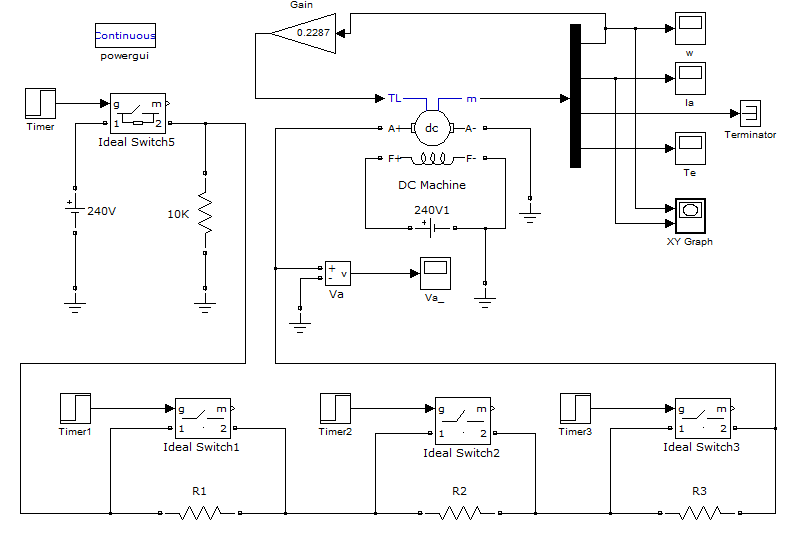 Gain
0.2287
Continuous
powergui
w
Ia
Terminator
Te
XY Graph
Timer
g
m
1
2
Ideal Switch5
TL
m
A+
dc
A-
F+
F-
DC Machine
240V1
+
+
240V
10K
+
-
v
Va
Va_
Timer1
g
m
1
2
Ideal Switch1
Timer2
g
m
1
2
Ideal Switch2
Timer3
g
m
1
2
Ideal Switch3
R1
R2
R3